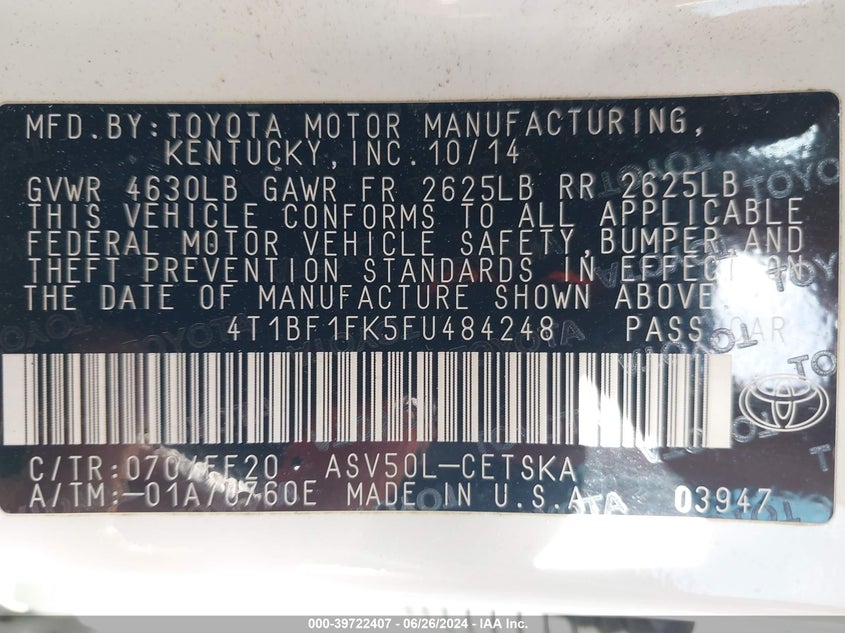 MFD.BY:TOYOTA MOTOR MANUFACTURING,
KENTUCKY,INC.10/14
GVWR 4630LB GAWR FR 2625LB RR 2625LB
THIS VEHICLE CONFORMS TO ALL APPLICABLE
FEDERAL MOTOR VEHICLE SAFETY,BUMPER AND
THEFT PREVENTION STANDARDS IN EFFECT ON
THE DATE OF MANUFACTURE SHOWN ABOVE.
4T1BF1FK5FU484248 PASS CAR
C/TR:070/FE20 ASV50L-CETSKA
A/TM:-01A/U760E MADE IN U.S.A. 03947
000-39722407 - 06/26/2024 - IAA Inc.